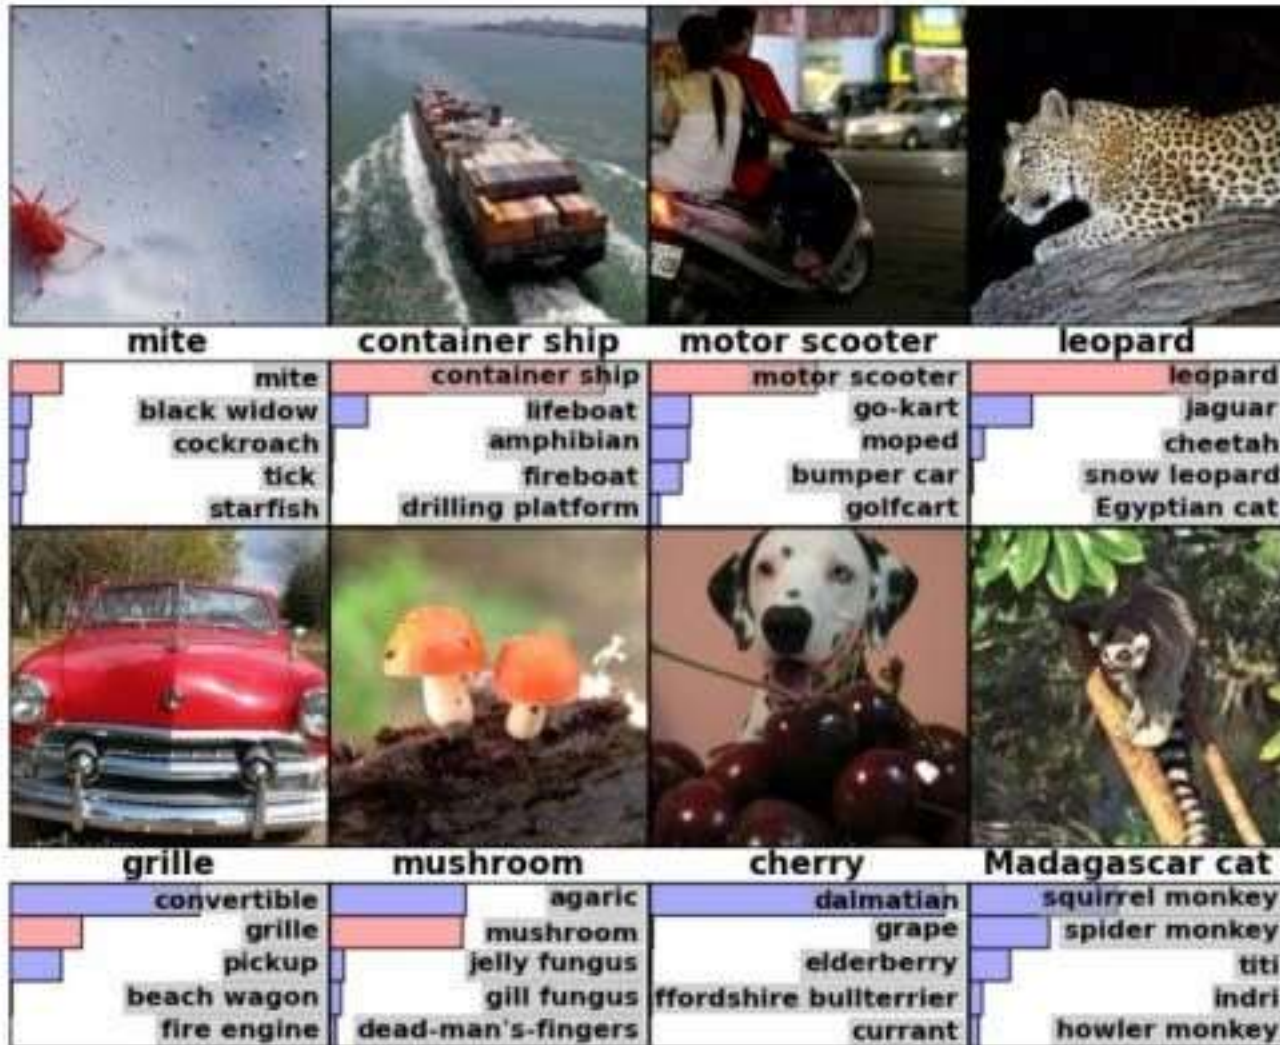 mite
container ship
motor scooter
leopard
mite
black widow
cockroach
tick
starfish
container ship
lifeboat
amphibian
fireboat
drilling platform
motor scooter
go-kart
moped
bumper car
golfcart
leopard
jaguar
cheetah
snow leopard
Egyptian cat
grille
mushroom
cherry
Madagascar cat
convertible
grille
pickup
beach wagon
fire engine
agaric
mushroom
jelly fungus
gill fungus
dead-man's-fingers
dalmatian
grape
elderberry
ffordshire bullterrier
currant
squirrel monkey
spider monkey
titi
indri
howler monkey